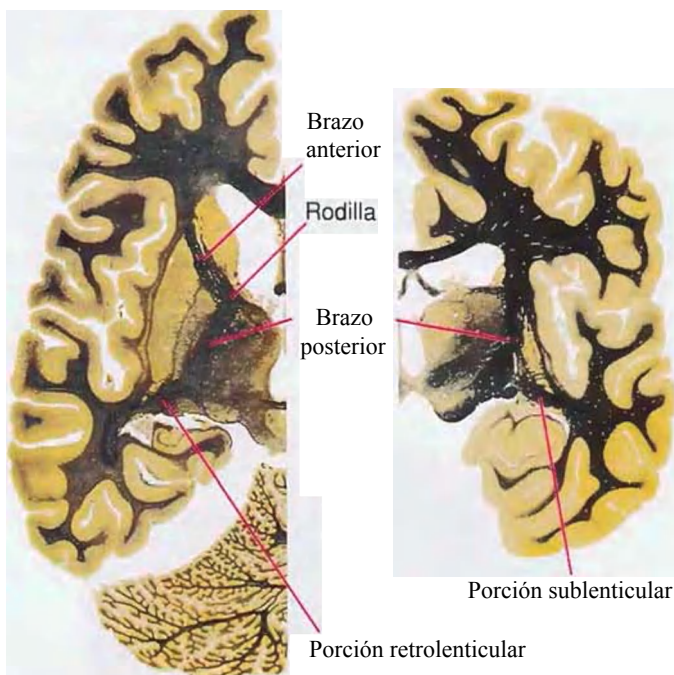 Brazo
anterior
Rodilla
Brazo
posterior
Porción sublenticular
Porción retrolenticular